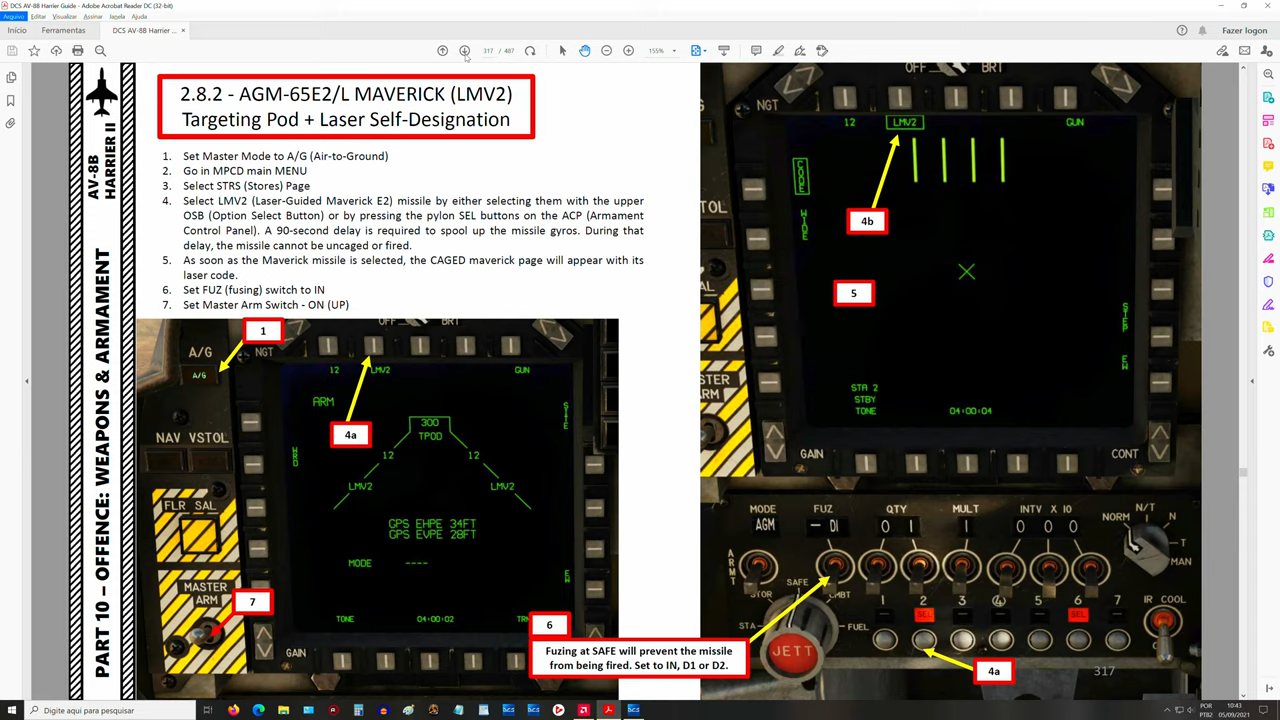 DCS AV-8B Harrier Guide - Adobe Acrobat Reader DC (32-bit)
Arquivo Editar Visualizar Assinar Janela Ajuda
Início Ferramentas DCS AV-8B Harrier ... × Fazer logon
317 / 487 155%
AV-8B
HARRIER II
PART 10 – OFFENCE: WEAPONS & ARMAMENT
2.8.2 - AGM-65E2/L MAVERICK (LMV2)
Targeting Pod + Laser Self-Designation
1. Set Master Mode to A/G (Air-to-Ground)
2. Go in MPCD main MENU
3. Select STRS (Stores) Page
4. Select LMV2 (Laser-Guided Maverick E2) missile by either selecting them with the upper
OSB (Option Select Button) or by pressing the pylon SEL buttons on the ACP (Armament
Control Panel). A 90-second delay is required to spool up the missile gyros. During that
delay, the missile cannot be uncaged or fired.
5. As soon as the Maverick missile is selected, the CAGED maverick page will appear with its
laser code.
6. Set FUZ (fusing) switch to IN
7. Set Master Arm Switch - ON (UP)
1
OFF BRT
A/G NGT
A/G
12 LMV2 GUN
ARM
4a
300
TPOD
12 12
LMV2 LMV2
NAV VSTOL
FLR SAL
GPS EHPE 34FT
GPS EVPE 28FT
MODE ----
MASTER
ARM
7
TONE 04:00:02
GAIN
EW
6
Fuzing at SAFE will prevent the missile
from being fired. Set to IN, D1 or D2.
OFF BRT
NGT
12 LMV2 GUN
CODE
4b
WIDE
5
STEP
EW
STA 2
STBY
TONE 04:00:04
GAIN CONT
MODE FUZ QTY MULT INTV X 10
NORM N/T N
AGM DI 0 1 1 0 0 0
T
MAN
SAFE
STOR CMBT
1 2 3 4 5 6 7
SEL SEL
IR COOL
STA FUEL
JETT
4a
317
Digite aqui para pesquisar
POR
PTB2
10:43
05/09/2021